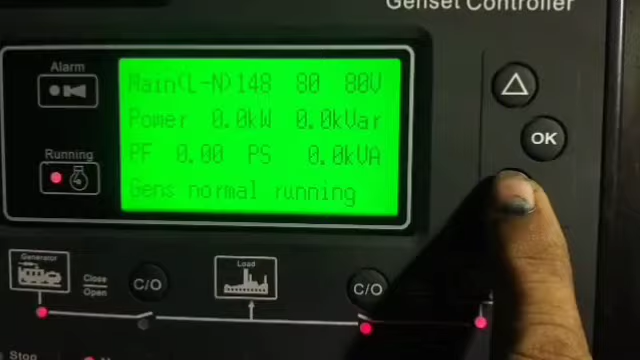 Genset Controller
Alarm
Main(L-N)148 80 80V
Power 0.0kW 0.0kVar
OK
Running
PF 0.00 PS 0.0kVA
Gens normal running
Generator
Close
Open
C/O
Load
C/O
Stop